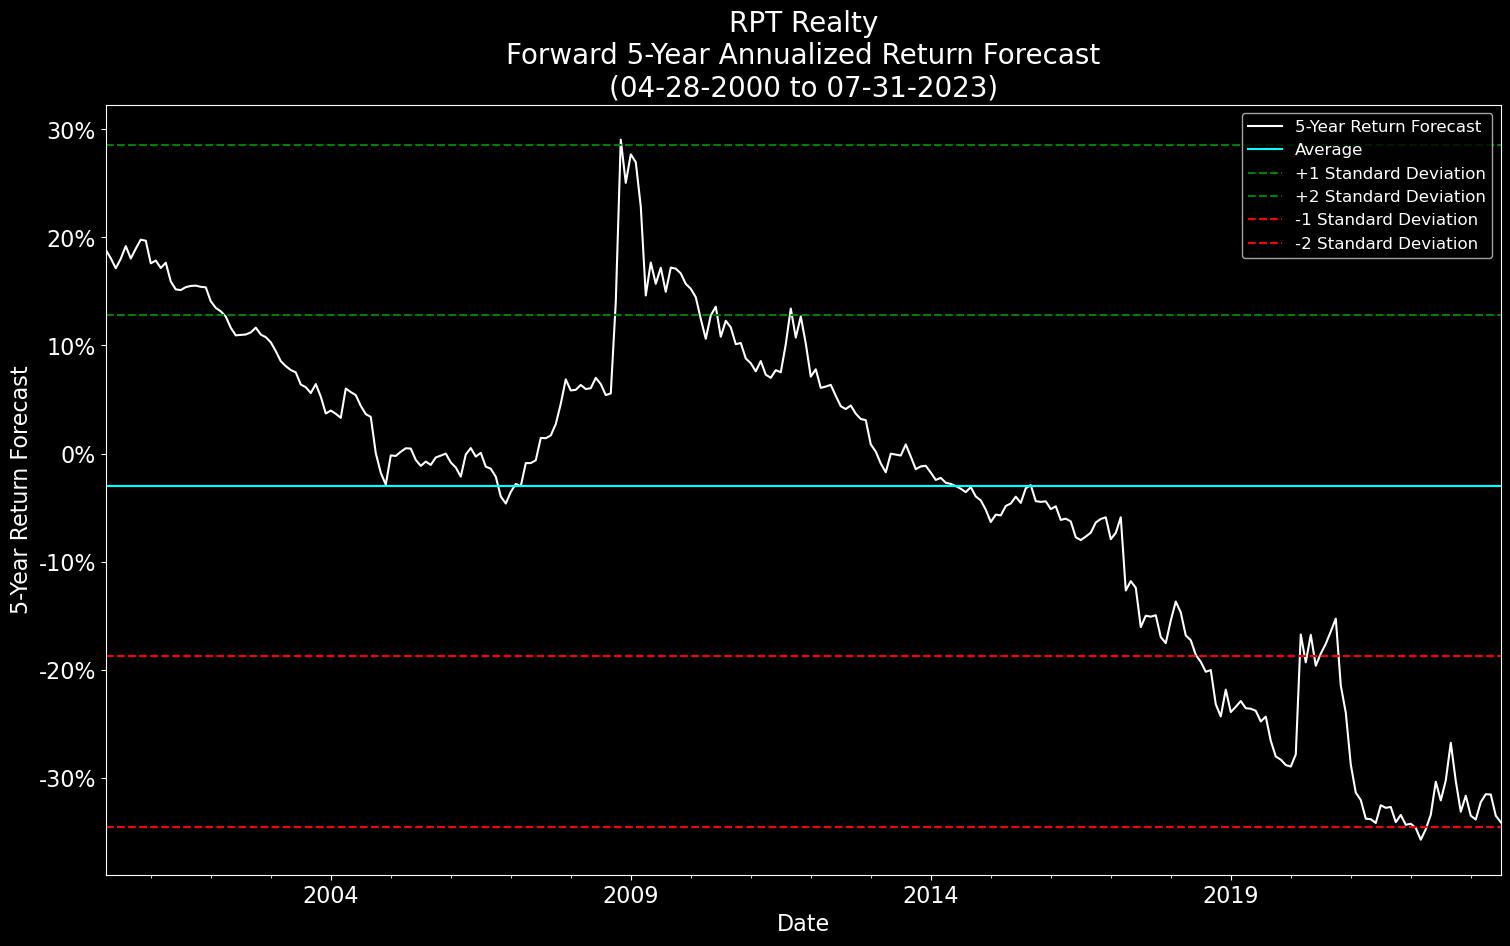 RPT Realty
Forward 5-Year Annualized Return Forecast
(04-28-2000 to 07-31-2023)
5-Year Return Forecast
Average
+1 Standard Deviation
+2 Standard Deviation
-1 Standard Deviation
-2 Standard Deviation
30%
20%
10%
0%
-10%
-20%
-30%
5-Year Return Forecast
2004
2009
2014
2019
Date